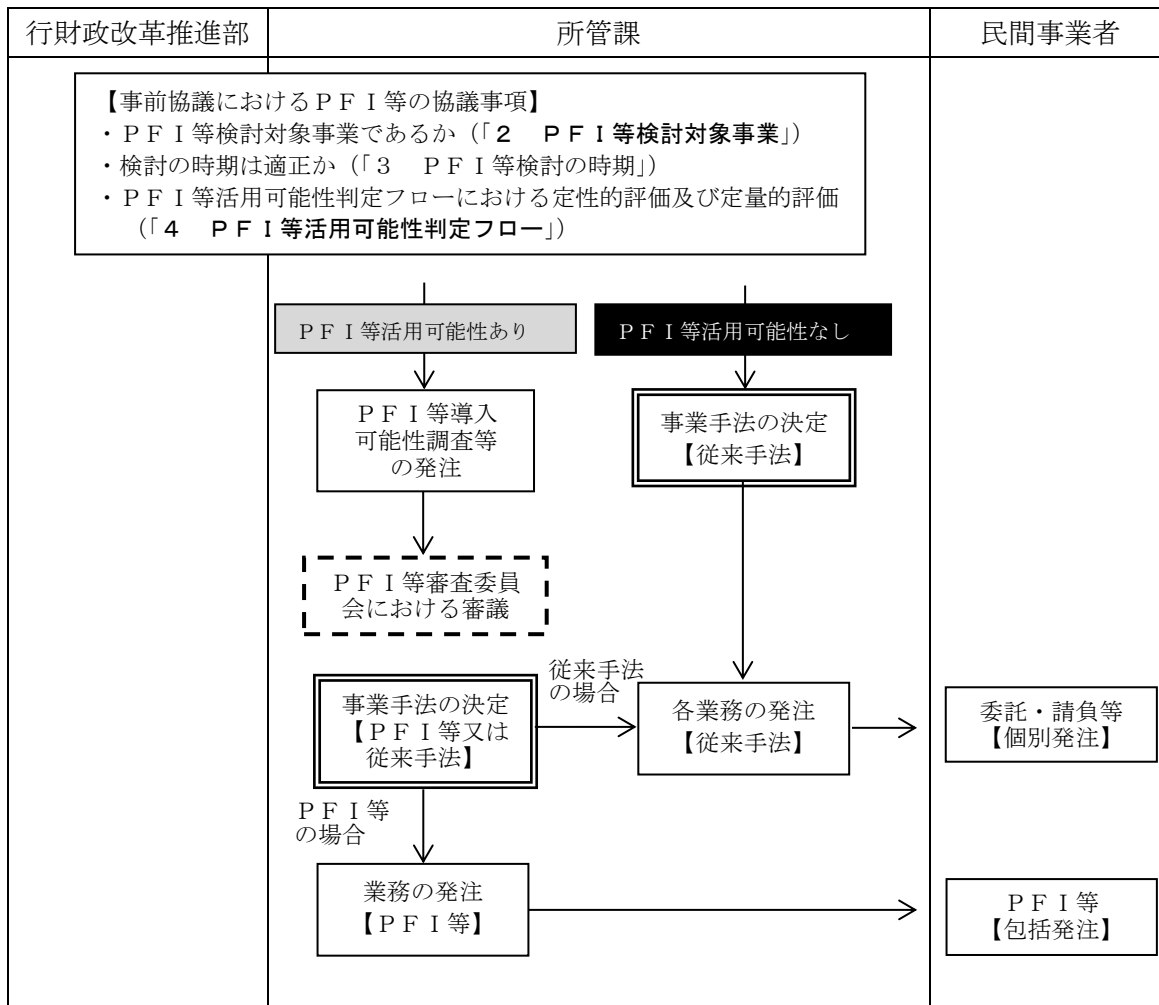 行財政改革推進部
所管課
民間事業者
【事前協議におけるＰＦＩ等の協議事項】
・ＰＦＩ等検討対象事業であるか（「２　ＰＦＩ等検討対象事業」）
・検討の時期は適正か（「３　ＰＦＩ等検討の時期」）
・ＰＦＩ等活用可能性判定フローにおける定性的評価及び定量的評価
（「４　ＰＦＩ等活用可能性判定フロー」）
ＰＦＩ等活用可能性あり
ＰＦＩ等活用可能性なし
ＰＦＩ等導入
可能性調査等
の発注
事業手法の決定
【従来手法】
ＰＦＩ等審査委員
会における審議
事業手法の決定
【ＰＦＩ等又は
従来手法】
従来手法
の場合
各業務の発注
【従来手法】
委託・請負等
【個別発注】
ＰＦＩ等
の場合
業務の発注
【ＰＦＩ等】
ＰＦＩ等
【包括発注】